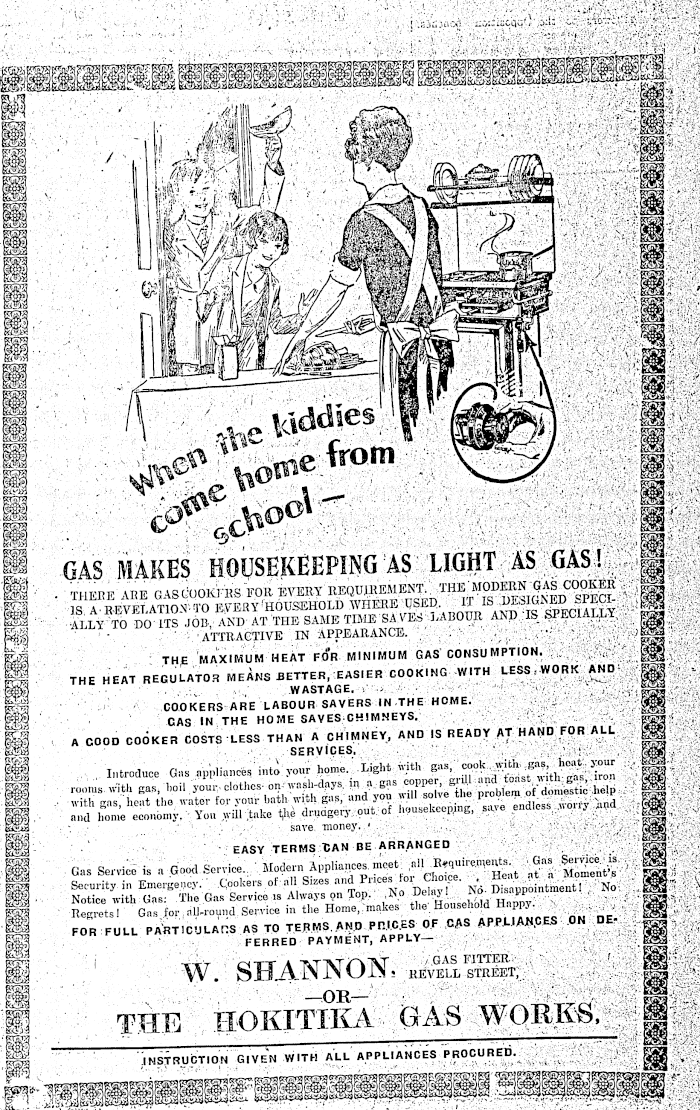 When the kiddies
come home from
school —
GAS MAKES HOUSEKEEPING AS LIGHT AS GAS!
THERE ARE GAS COOKERS FOR EVERY REQUIREMENT. THE MODERN GAS COOKER
IS A REVELATION TO EVERY HOUSEHOLD WHERE USED. IT IS DESIGNED SPECI-
ALLY TO DO ITS JOB, AND AT THE SAME TIME SAVES LABOUR AND IS SPECIALLY
ATTRACTIVE IN APPEARANCE.
THE MAXIMUM HEAT FOR MINIMUM GAS CONSUMPTION.
THE HEAT REGULATOR MEANS BETTER, EASIER COOKING WITH LESS WORK AND
WASTAGE.
COOKERS ARE LABOUR SAVERS IN THE HOME.
GAS IN THE HOME SAVES CHIMNEYS.
A GOOD COOKER COSTS LESS THAN A CHIMNEY, AND IS READY AT HAND FOR ALL
SERVICES.
Introduce Gas appliances into your home. Light with gas, cook with gas, heat your
rooms with gas, boil your clothes on wash-days in a gas copper, grill and toast with gas, iron
with gas, heat the water for your bath with gas, and you will solve the problem of domestic help
and home economy. You will take the drudgery out of housekeeping, save endless worry and
save money.
EASY TERMS CAN BE ARRANGED
Gas Service is a Good Service. Modern Appliances meet all Requirements. Gas Service is
Security in Emergency. Cookers of all Sizes and Prices for Choice. Heat at a Moment's
Notice with Gas: The Gas Service is Always on Top. No Delay! No Disappointment! No
Regrets! Gas for all-round Service in the Home, makes the Household Happy.
FOR FULL PARTICULARS AS TO TERMS AND PRICES OF GAS APPLIANCES ON DE-
FERRED PAYMENT, APPLY—
W. SHANNON, GAS FITTER
REVELL STREET,
—OR—
THE HOKITIKA GAS WORKS.
INSTRUCTION GIVEN WITH ALL APPLIANCES PROCURED.